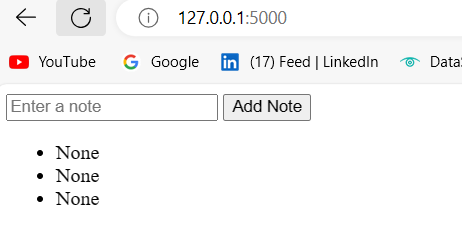 127.0.0.1:5000
YouTube Google (17) Feed | LinkedIn
Enter a note Add Note
None
None
None